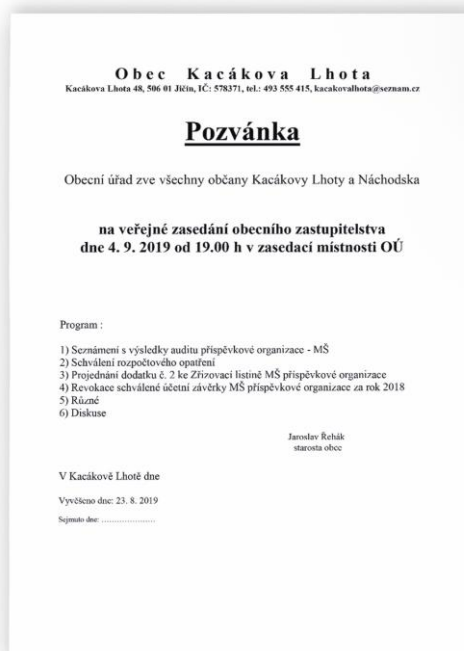 Obec Kacákova Lhota
Kacákova Lhota 48, 506 01 Jičín, IČ: 578371, tel.: 493 555 415, kacakovalhota@seznam.cz
Pozvánka
Obecní úřad zve všechny občany Kacákovy Lhoty a Náchodska
na veřejné zasedání obecního zastupitelstva
dne 4. 9. 2019 od 19.00 h v zasedací místnosti OÚ
Program :
1) Seznámení s výsledky auditu příspěvkové organizace - MŠ
2) Schválení rozpočtového opatření
3) Projednání dodatku č. 2 ke Zřizovací listině MŠ příspěvkové organizace
4) Revokace schválené účetní závěrky MŠ příspěvkové organizace za rok 2018
5) Různé
6) Diskuse
Jaroslav Řehák
starosta obce
V Kacákově Lhotě dne
Vyvěšeno dne: 23. 8. 2019
Sejmuto dne: .....................